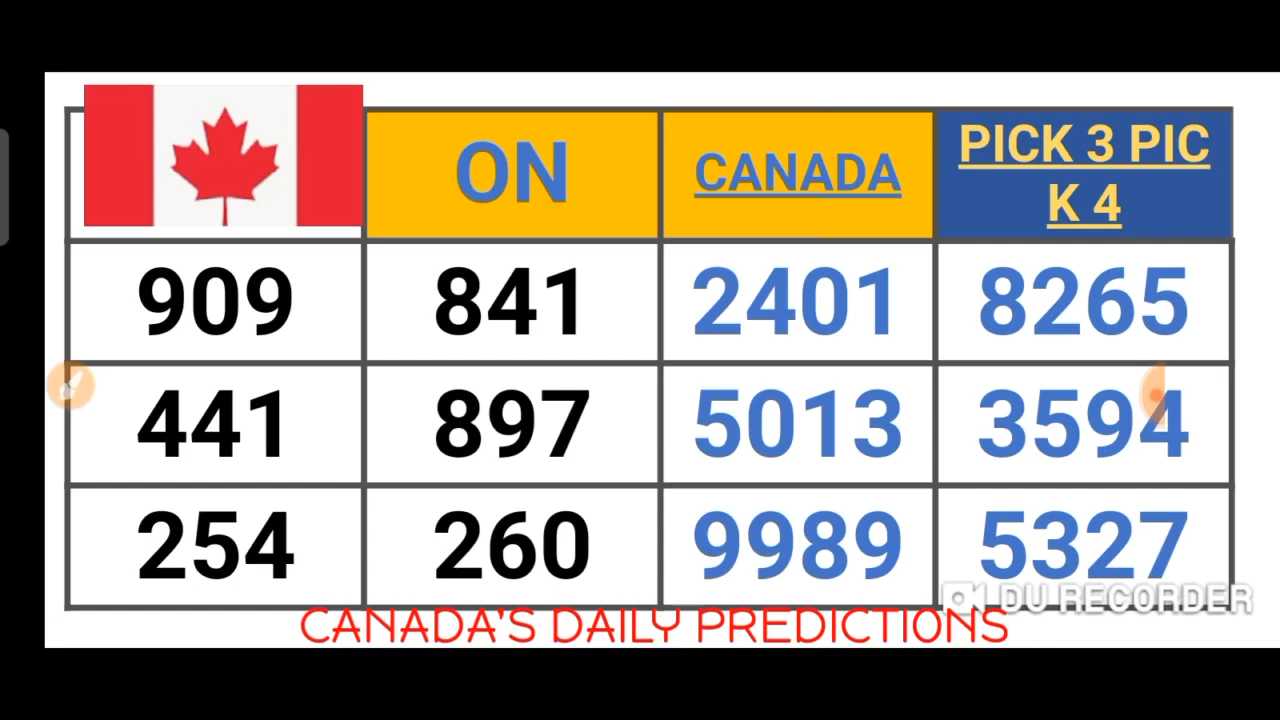 ON
CANADA
PICK 3 PIC
K 4
909 841 2401 8265
441 897 5013 3594
254 260 9989 5327
DU RECORDER
CANADA'S DAILY PREDICTIONS